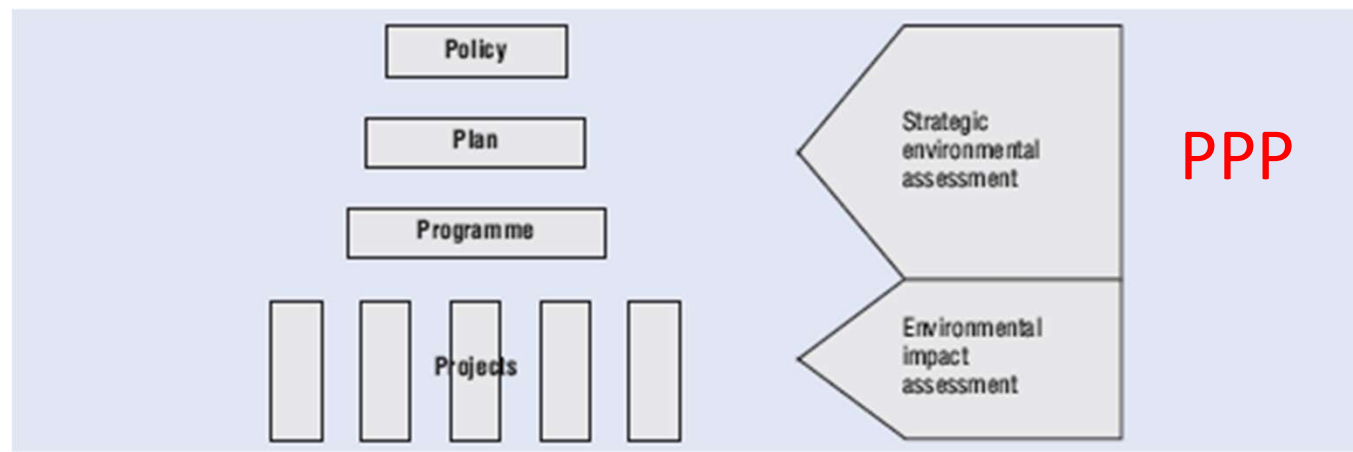 Policy
Plan
Programme
Projects
Strategic
environmental
assessment
PPP
Environmental
impact
assessment